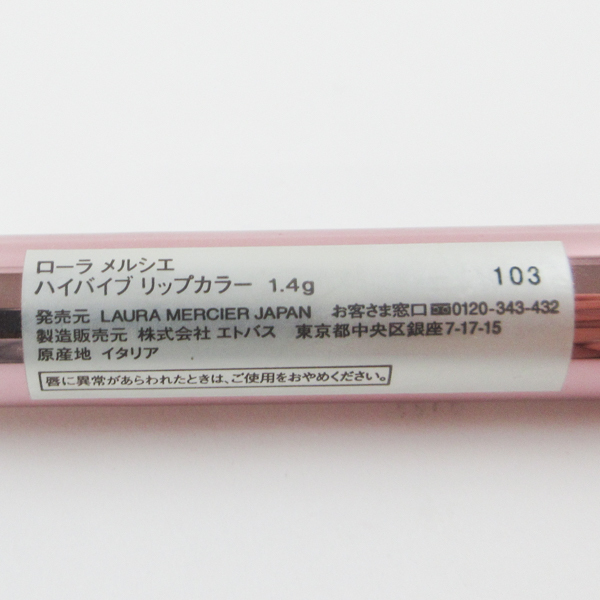 ローラ メルシエ
ハイバイブ リップカラー 1.4g 103
発売元 LAURA MERCIER JAPAN お客さま窓口 0120-343-432
製造販売元 株式会社 エトバス 東京都中央区銀座7-17-15
原産地 イタリア
唇に異常があらわれたときは、ご使用をおやめください。